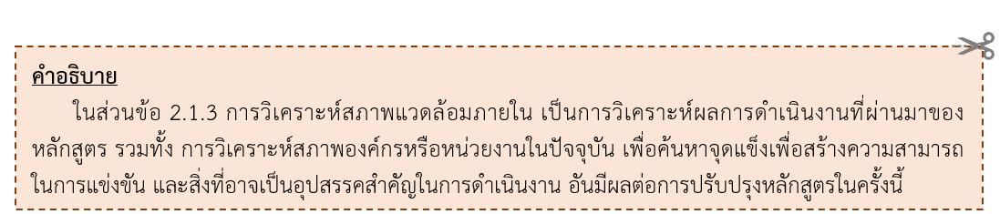 คำอธิบาย
ในส่วนข้อ 2.1.3 การวิเคราะห์สภาพแวดล้อมภายใน เป็นการวิเคราะห์ผลการดำเนินงานที่ผ่านมาของ
หลักสูตร รวมทั้ง การวิเคราะห์สภาพองค์กรหรือหน่วยงานในปัจจุบัน เพื่อค้นหาจุดแข็งเพื่อสร้างความสามารถ
ในการแข่งขัน และสิ่งที่อาจเป็นอุปสรรคสำคัญในการดำเนินงาน อันมีผลต่อการปรับปรุงหลักสูตรในครั้งนี้